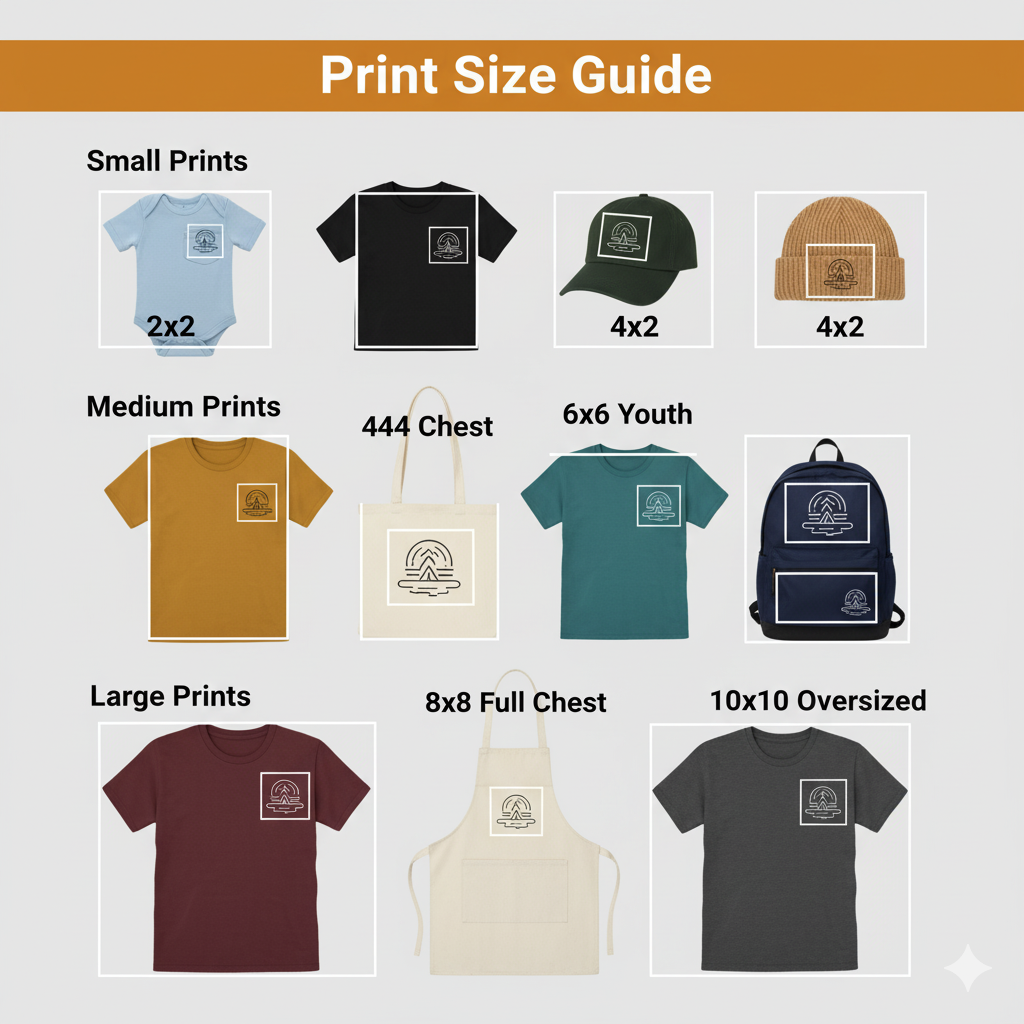 Print Size Guide
Small Prints
2x2
4x2
4x2
Medium Prints
444 Chest
6x6 Youth
Large Prints
8x8 Full Chest
10x10 Oversized